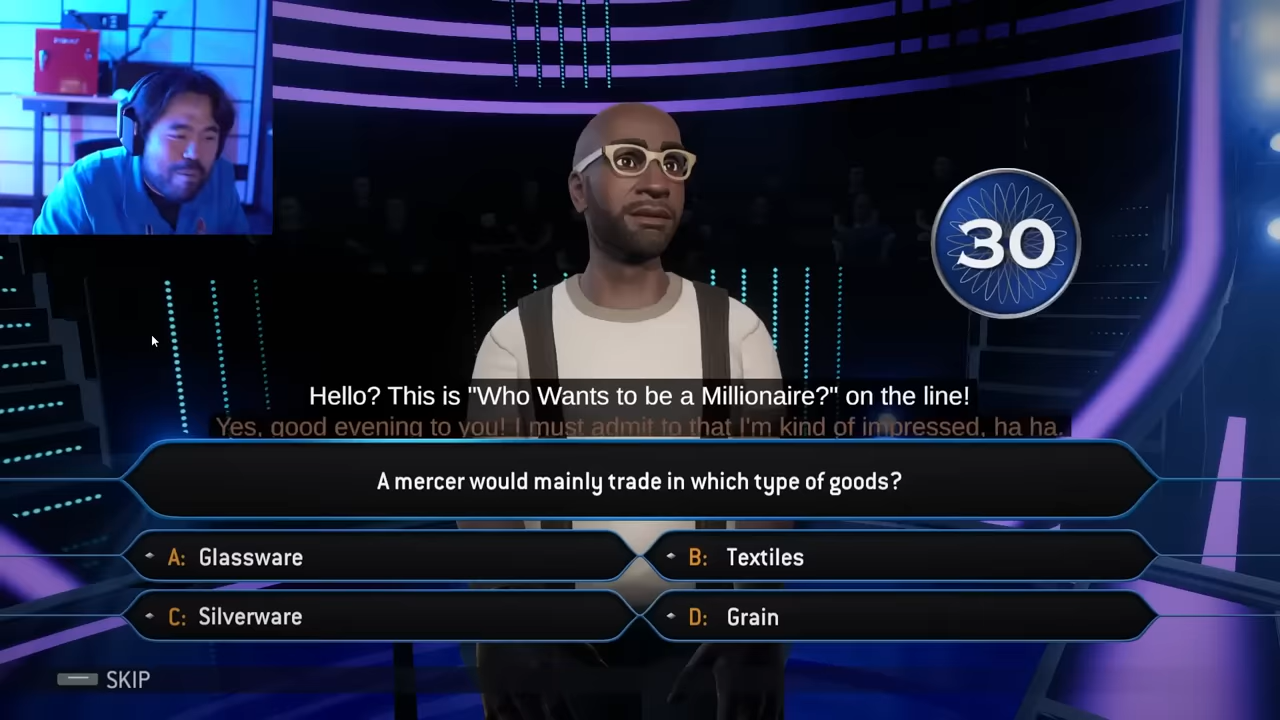 30
Hello? This is "Who Wants to be a Millionaire?" on the line!
Yes, good evening to you! I must admit to that I'm kind of impressed, ha ha.
A mercer would mainly trade in which type of goods?
A: Glassware
B: Textiles
C: Silverware
D: Grain
SKIP